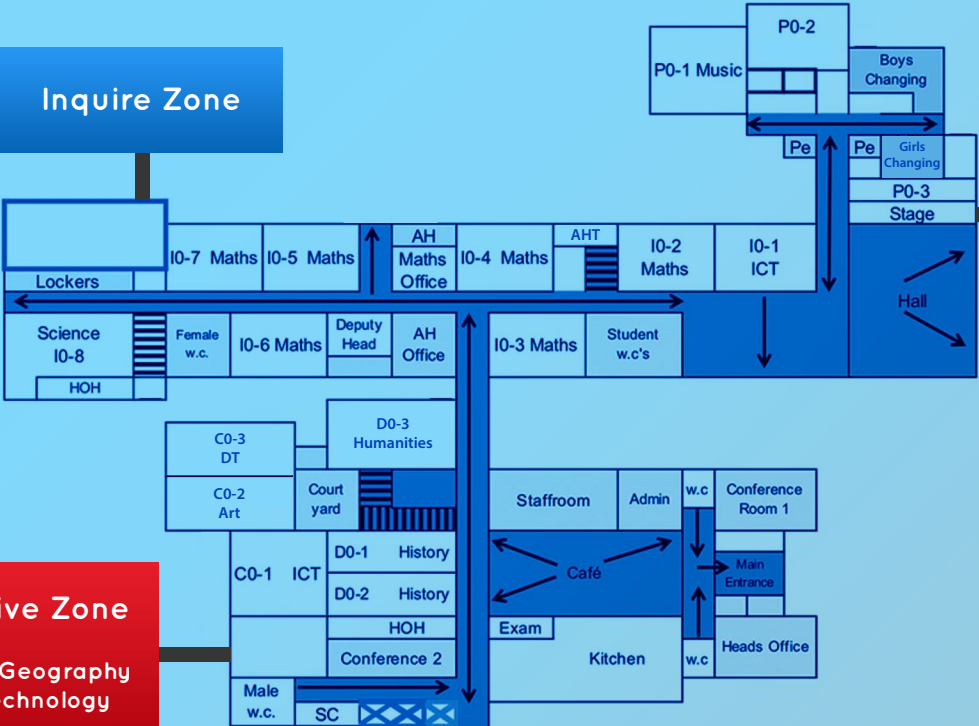 P0-2
P0-1 Music
Boys
Changing
Inquire Zone
Pe
Pe
Girls
Changing
P0-3
Stage
I0-7 Maths
I0-5 Maths
AH
Maths
Office
I0-4 Maths
AHT
I0-2
Maths
I0-1
ICT
Lockers
Hall
Science
I0-8
HOH
Female
w.c.
I0-6 Maths
Deputy
Head
AH
Office
I0-3 Maths
Student
w.c's
C0-3
DT
D0-3
Humanities
C0-2
Art
Court
yard
Staffroom
Admin
w.c
Conference
Room 1
C0-1 ICT
D0-1 History
D0-2 History
Café
Main
Entrance
ive Zone
Geography
echnology
HOH
Conference 2
Exam
Kitchen
w.c
Heads Office
Male
w.c.
SC